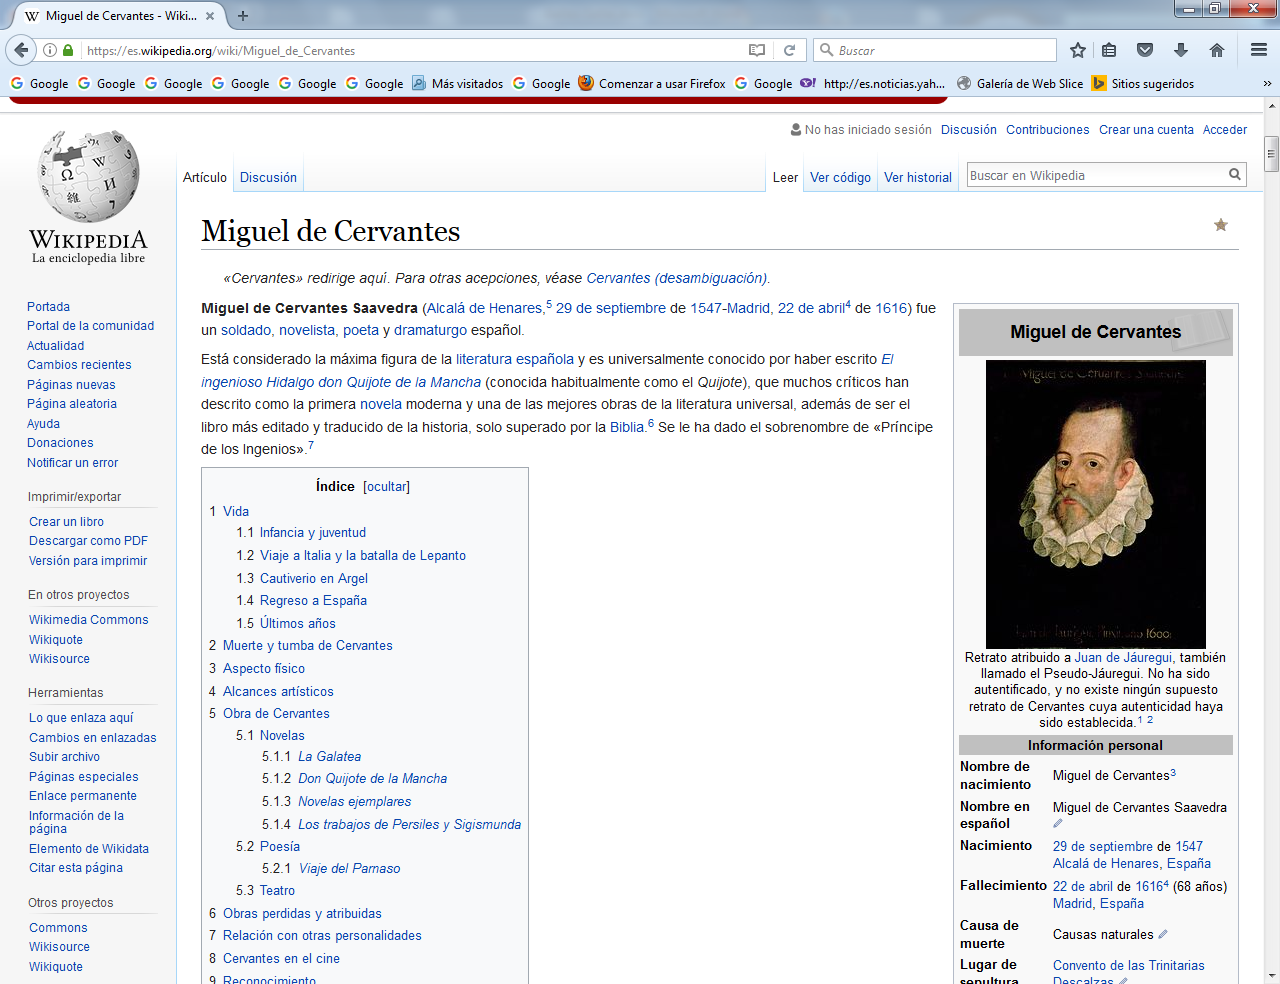 Miguel de Cervantes - Wiki...
https://es.wikipedia.org/wiki/Miguel_de_Cervantes
Buscar
Google Google Google Google Google Google Más visitados Google Comenzar a usar Firefox Google http://es.noticias.yah... Galería de Web Slice Sitios sugeridos
No has iniciado sesión Discusión Contribuciones Crear una cuenta Acceder
Artículo Discusión Leer Ver código Ver historial Buscar en Wikipedia
WIKIPEDIA
La enciclopedia libre
Portada
Portal de la comunidad
Actualidad
Cambios recientes
Páginas nuevas
Página aleatoria
Ayuda
Donaciones
Notificar un error
Imprimir/exportar
Crear un libro
Descargar como PDF
Versión para imprimir
En otros proyectos
Wikimedia Commons
Wikiquote
Wikisource
Herramientas
Lo que enlaza aquí
Cambios en enlazadas
Subir archivo
Páginas especiales
Enlace permanente
Información de la
página
Elemento de Wikidata
Citar esta página
Otros proyectos
Commons
Wikisource
Wikiquote
Miguel de Cervantes
«Cervantes» redirige aquí. Para otras acepciones, véase Cervantes (desambiguación).
Miguel de Cervantes Saavedra (Alcalá de Henares,5 29 de septiembre de 1547-Madrid, 22 de abril4 de 1616) fue
un soldado, novelista, poeta y dramaturgo español.
Está considerado la máxima figura de la literatura española y es universalmente conocido por haber escrito El
ingenioso Hidalgo don Quijote de la Mancha (conocida habitualmente como el Quijote), que muchos críticos han
descrito como la primera novela moderna y una de las mejores obras de la literatura universal, además de ser el
libro más editado y traducido de la historia, solo superado por la Biblia.6 Se le ha dado el sobrenombre de «Príncipe
de los Ingenios».7
Índice [ocultar]
1 Vida
1.1 Infancia y juventud
1.2 Viaje a Italia y la batalla de Lepanto
1.3 Cautiverio en Argel
1.4 Regreso a España
1.5 Últimos años
2 Muerte y tumba de Cervantes
3 Aspecto físico
4 Alcances artísticos
5 Obra de Cervantes
5.1 Novelas
5.1.1 La Galatea
5.1.2 Don Quijote de la Mancha
5.1.3 Novelas ejemplares
5.1.4 Los trabajos de Persiles y Sigismunda
5.2 Poesía
5.2.1 Viaje del Parnaso
5.3 Teatro
6 Obras perdidas y atribuidas
7 Relación con otras personalidades
8 Cervantes en el cine
9 Reconocimiento
Miguel de Cervantes
Retrato atribuido a Juan de Jáuregui, también
llamado el Pseudo-Jáuregui. No ha sido
autentificado, y no existe ningún supuesto
retrato de Cervantes cuya autenticidad haya
sido establecida.1 2
Información personal
Nombre de
nacimiento
Miguel de Cervantes3
Nombre en
español
Miguel de Cervantes Saavedra
Nacimiento
29 de septiembre de 1547
Alcalá de Henares, España
Fallecimiento
22 de abril de 16164 (68 años)
Madrid, España
Causa de
muerte
Causas naturales
Lugar de
sepultura
Convento de las Trinitarias
Descalzas